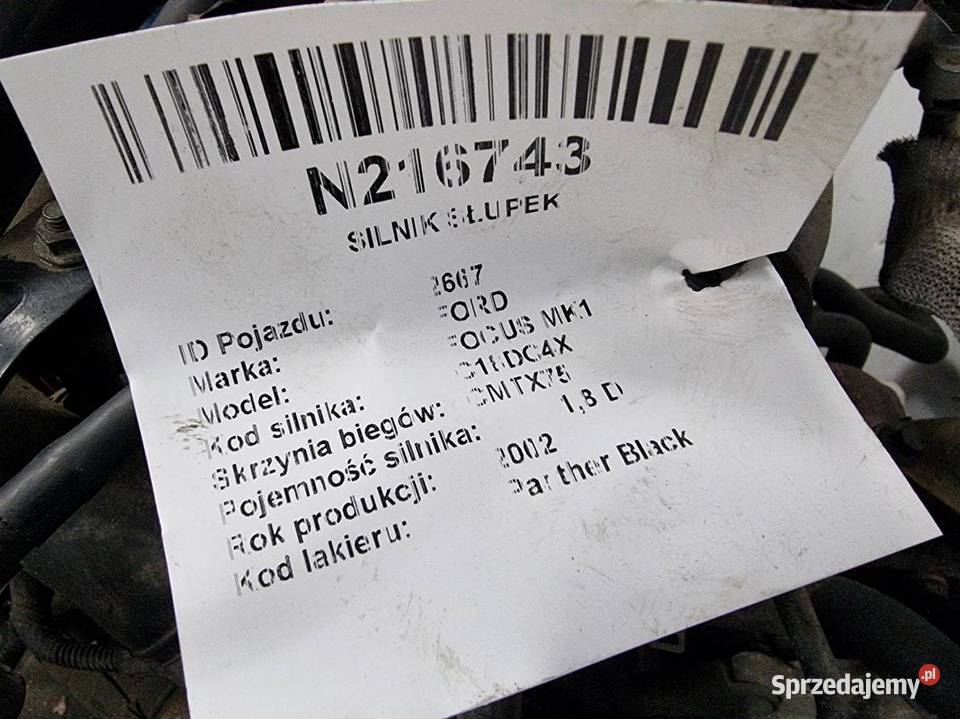 N216743
SILNIK SŁUPEK
ID Pojazdu: 2667
Marka: FORD
Model: FOCUS MK1
Kod silnika: C18DC4X
Skrzynia biegów: CMTX75
Pojemność silnika: 1,8 D
Rok produkcji: 2002
Kod lakieru: Panther Black
Sprzedajemy.pl